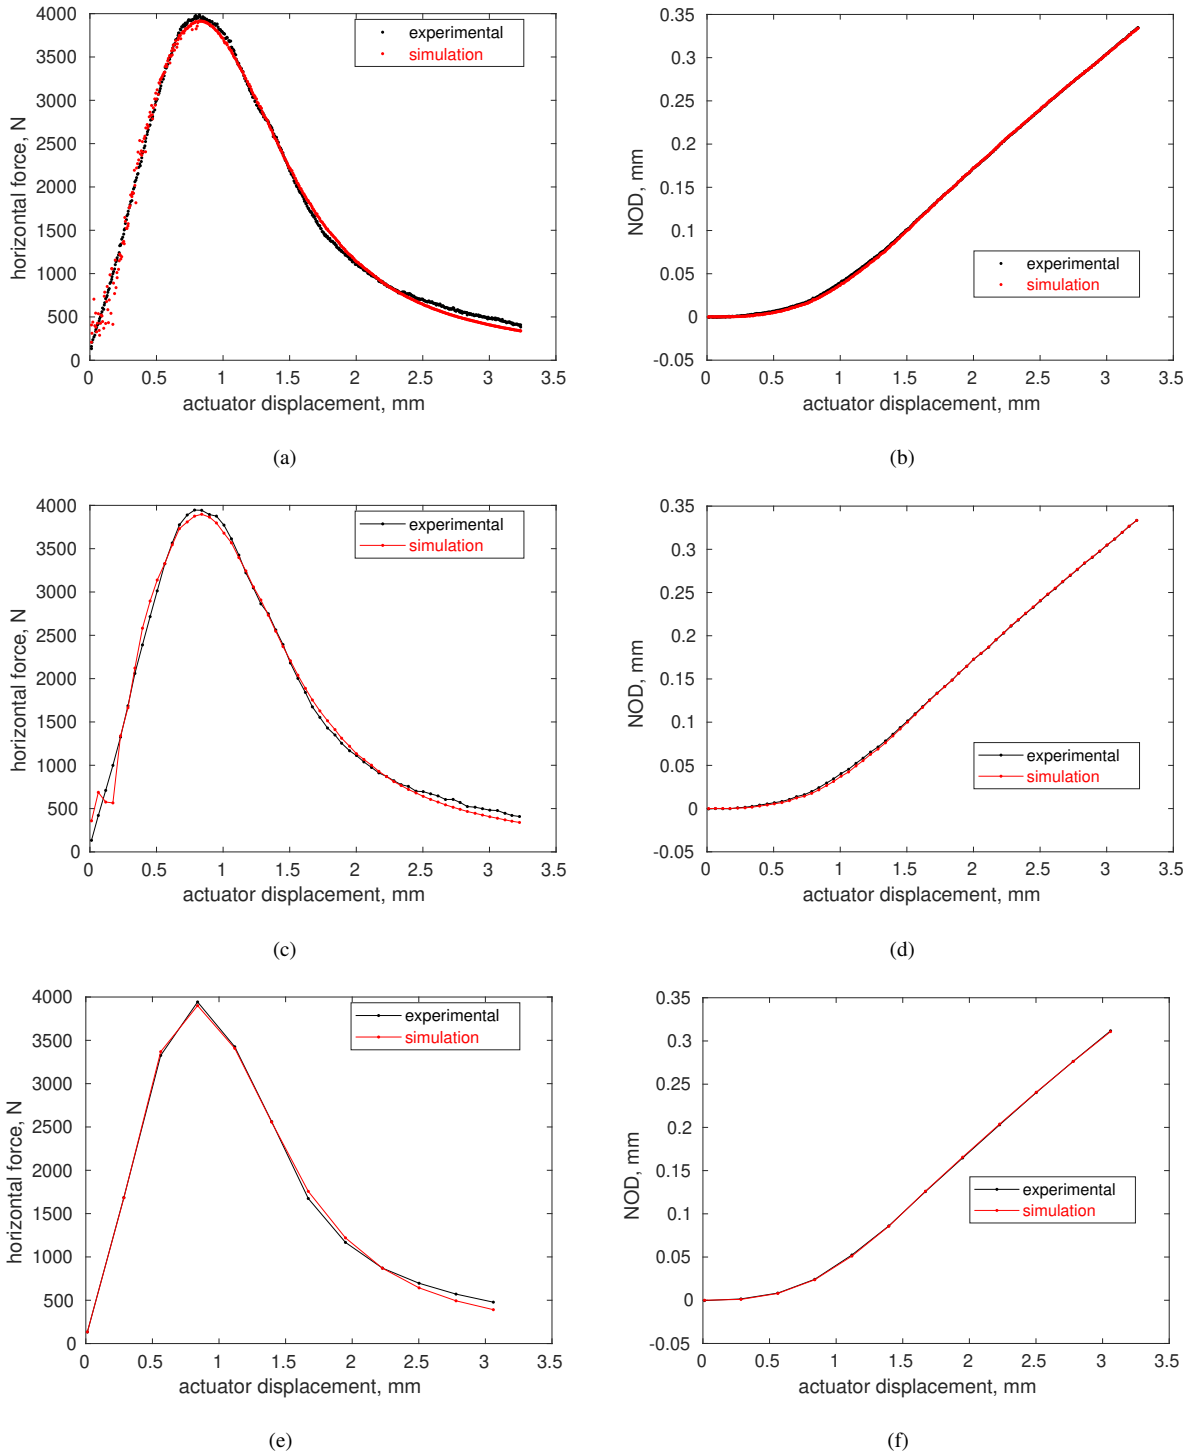 4000
3500
3000
2500
2000
1500
1000
500
0
horizontal force, N
experimental
simulation
0 0.5 1 1.5 2 2.5 3 3.5
actuator displacement, mm
(a)
0.35
0.3
0.25
0.2
0.15
0.1
0.05
0
-0.05
NOD, mm
experimental
simulation
0 0.5 1 1.5 2 2.5 3 3.5
actuator displacement, mm
(b)
4000
3500
3000
2500
2000
1500
1000
500
0
horizontal force, N
experimental
simulation
0 0.5 1 1.5 2 2.5 3 3.5
actuator displacement, mm
(c)
0.35
0.3
0.25
0.2
0.15
0.1
0.05
0
-0.05
NOD, mm
experimental
simulation
0 0.5 1 1.5 2 2.5 3 3.5
actuator displacement, mm
(d)
4000
3500
3000
2500
2000
1500
1000
500
0
horizontal force, N
experimental
simulation
0 0.5 1 1.5 2 2.5 3 3.5
actuator displacement, mm
(e)
0.35
0.3
0.25
0.2
0.15
0.1
0.05
0
-0.05
NOD, mm
experimental
simulation
0 0.5 1 1.5 2 2.5 3 3.5
actuator displacement, mm
(f)